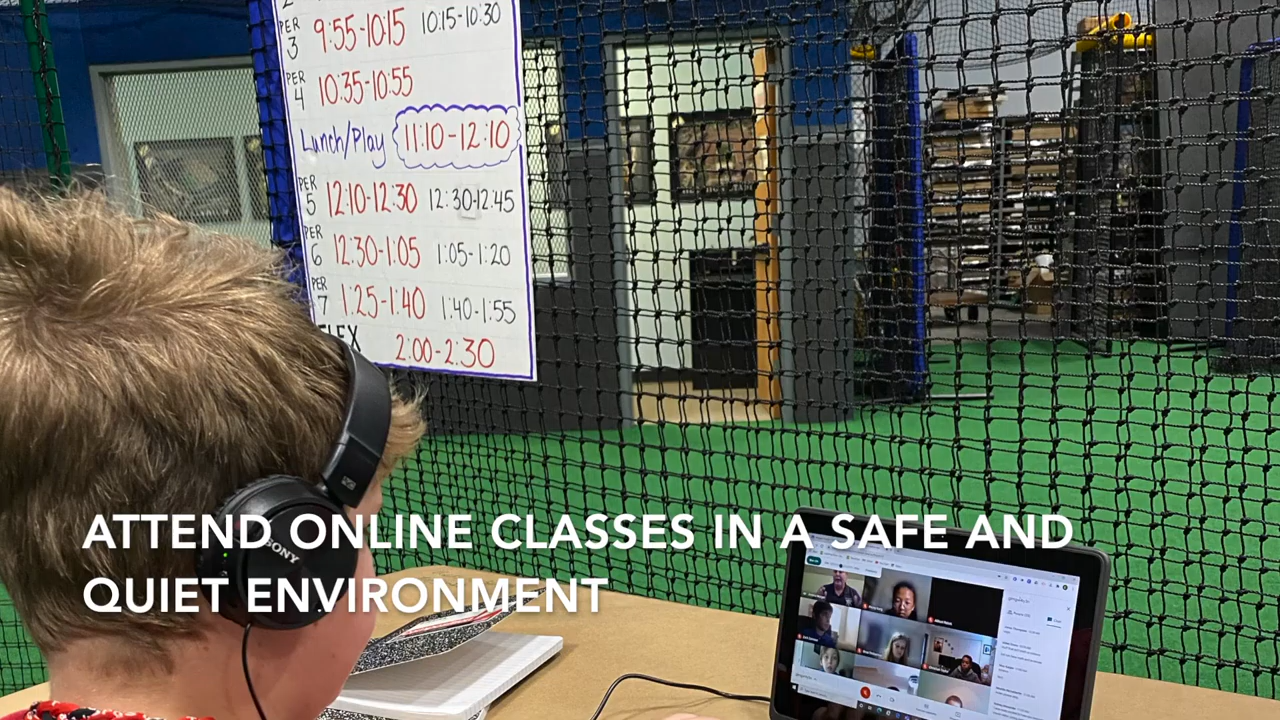 PER 3 9:55-10:15 10:15-10:30
PER 4 10:35-10:55
Lunch/Play 11:10-12:10
PER 5 12:10-12:30 12:30-12:45
PER 6 12:30-1:05 1:05-1:20
PER 7 1:25-1:40 1:40-1:55
FLEX 2:00-2:30
SONY
ATTEND ONLINE CLASSES IN A SAFE AND
QUIET ENVIRONMENT